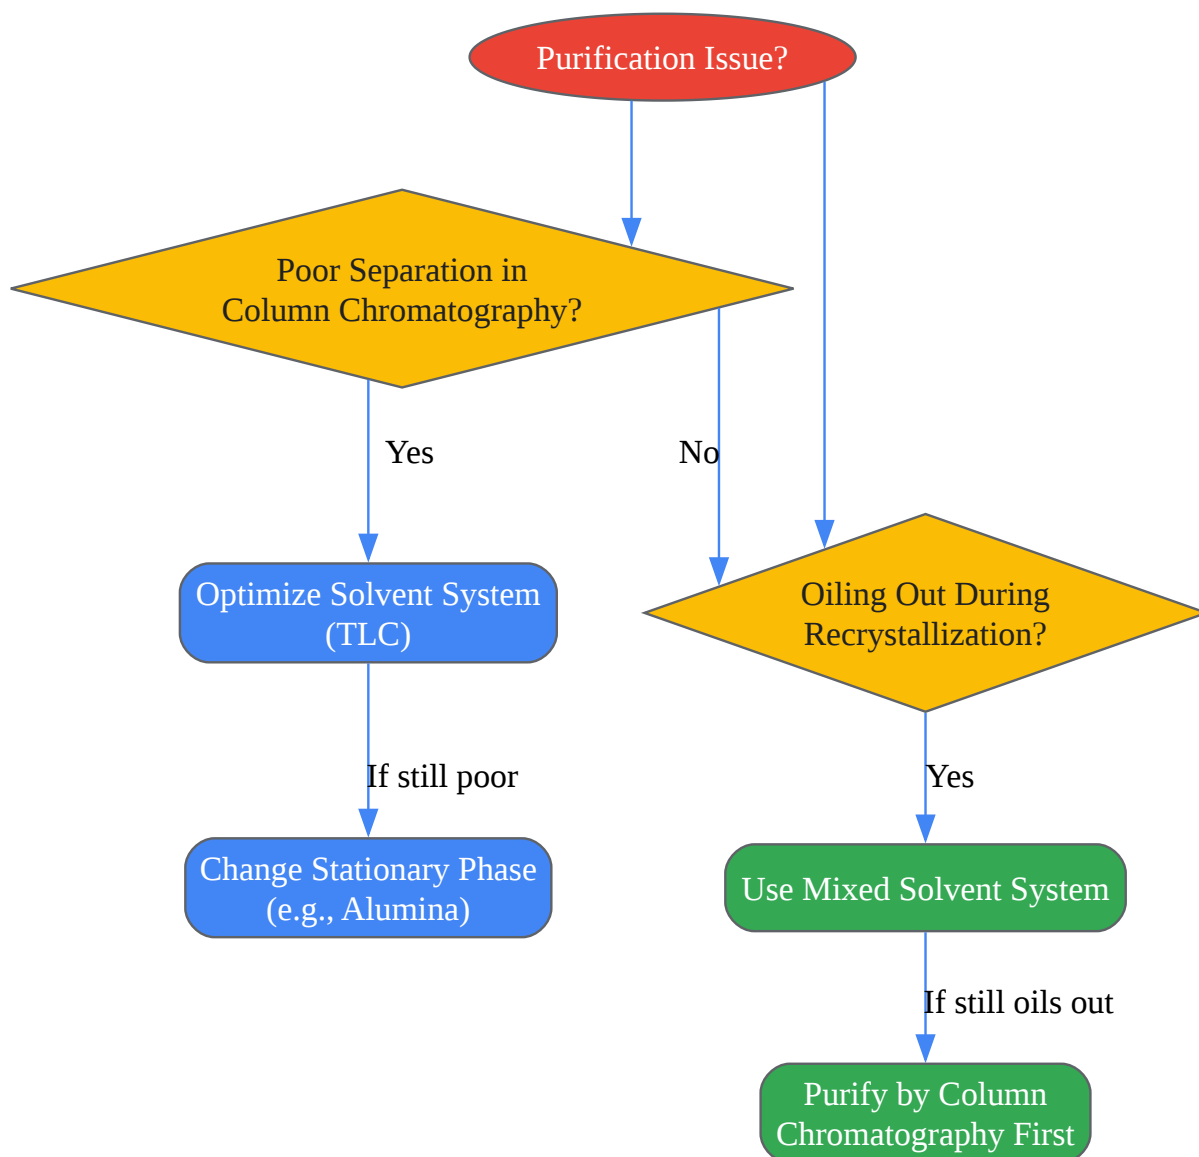 Purification Issue?
Poor Separation in
Column Chromatography?
Yes
No
Optimize Solvent System
(TLC)
Oiling Out During
Recrystallization?
If still poor
Yes
Change Stationary Phase
(e.g., Alumina)
Use Mixed Solvent System
If still oils out
Purify by Column
Chromatography First